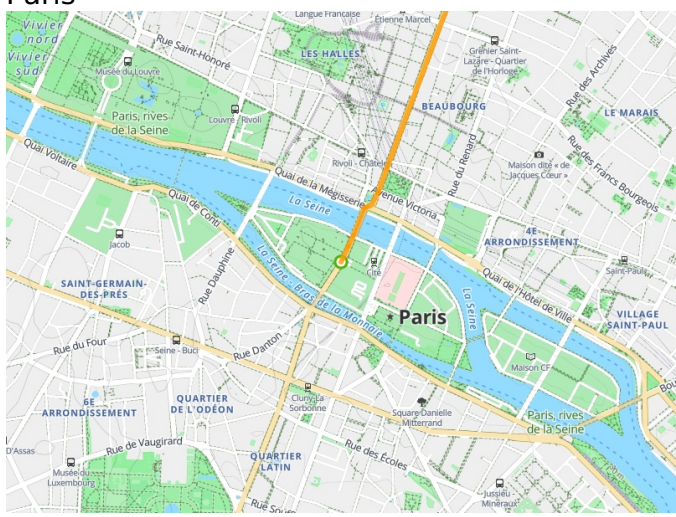 Paris
Langue Française
Étienne Marcel
Vivier
nord
Vivier
sud
Rue Saint-Honoré
LES HALLES
Grenier Saint-
Lazare - Quartier
de l'Horloge
Musée du Louvre
Rue des Archives
Paris, rives
de la Seine
Louvre - Rivoli
BEAUBOURG
LE MARAIS
Quai Voltaire
Rivoli - Châtelet
Rue du Renard
Maison dite « de
Jacques Cœur »
Rue des Francs Bourgeois
Quai de la Mégisserie
Avenue Victoria
Quai de Conti
La Seine
4E
ARRONDISSEMENT
Jacob
Rue Dauphine
Cité
Saint-Paul
SAINT-GERMAIN-
DES-PRÉS
La Seine - Bras de la Monnaie
La Seine
Quai de l'Hôtel de Ville
Paris
VILLAGE
SAINT-PAUL
Rue du Four
Seine - Buci
Rue Danton
Maison CF
6E
ARRONDISSEMENT
QUARTIER
DE L'ODÉON
Cluny-La
Sorbonne
Square Danielle
Mitterrand
Paris, rives
de la Seine
D'Assas
Rue de Vaugirard
Musée du
Luxembourg
QUARTIER
LATIN
Rue des Écoles
Jussieu
Minéraux